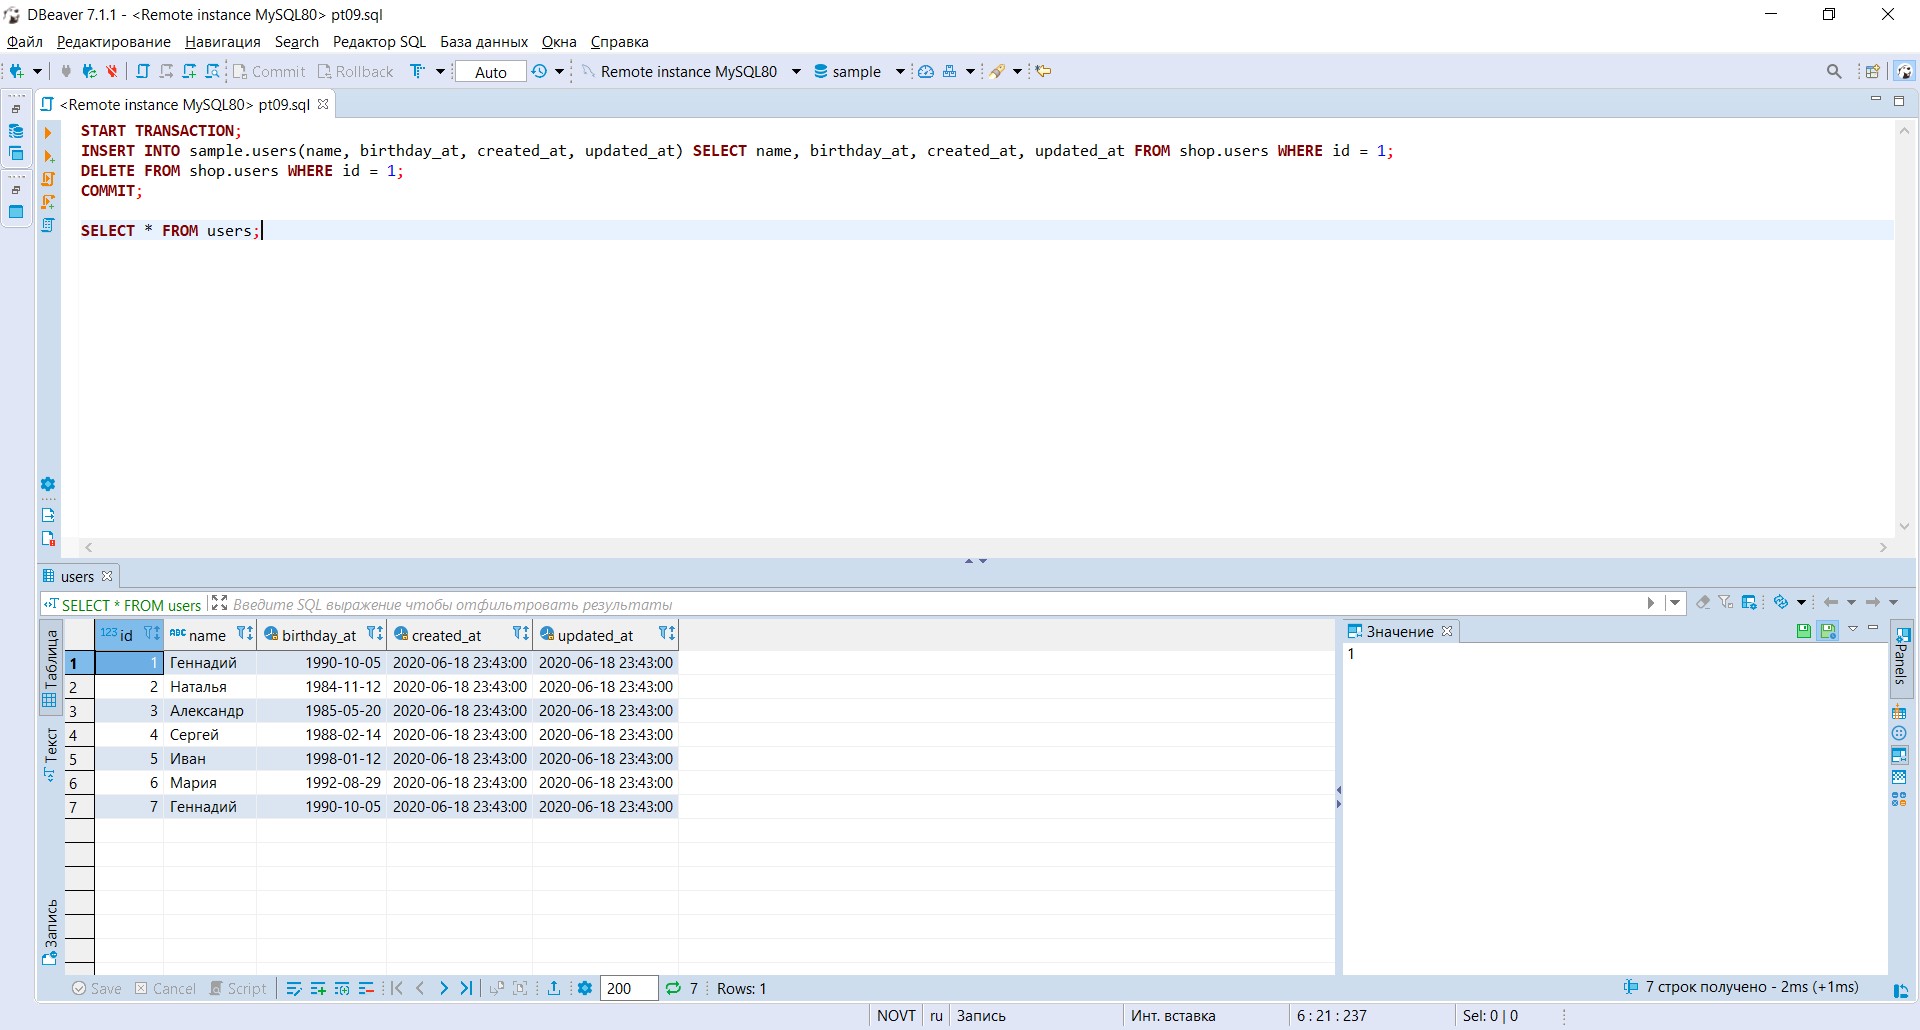 DBeaver 7.1.1 - <Remote instance MySQL80> pt09.sql
Файл Редактирование Навигация Search Редактор SQL База данных Окна Справка
Commit Rollback Auto Remote instance MySQL80 sample
<Remote instance MySQL80> pt09.sql
START TRANSACTION;
INSERT INTO sample.users(name, birthday_at, created_at, updated_at) SELECT name, birthday_at, created_at, updated_at FROM shop.users WHERE id = 1;
DELETE FROM shop.users WHERE id = 1;
COMMIT;
SELECT * FROM users;
users
SELECT * FROM users Введите SQL выражение чтобы отфильтровать результаты
Таблица
Текст
Запись
123 id ABC name birthday_at created_at updated_at
1 1 Геннадий 1990-10-05 2020-06-18 23:43:00 2020-06-18 23:43:00
2 2 Наталья 1984-11-12 2020-06-18 23:43:00 2020-06-18 23:43:00
3 3 Александр 1985-05-20 2020-06-18 23:43:00 2020-06-18 23:43:00
4 4 Сергей 1988-02-14 2020-06-18 23:43:00 2020-06-18 23:43:00
5 5 Иван 1998-01-12 2020-06-18 23:43:00 2020-06-18 23:43:00
6 6 Мария 1992-08-29 2020-06-18 23:43:00 2020-06-18 23:43:00
7 7 Геннадий 1990-10-05 2020-06-18 23:43:00 2020-06-18 23:43:00
Значение
1
Panels
Save Cancel Script 200 7 Rows: 1
7 строк получено - 2ms (+1ms)
NOVT ru Запись Инт. вставка 6 : 21 : 237 Sel: 0 | 0